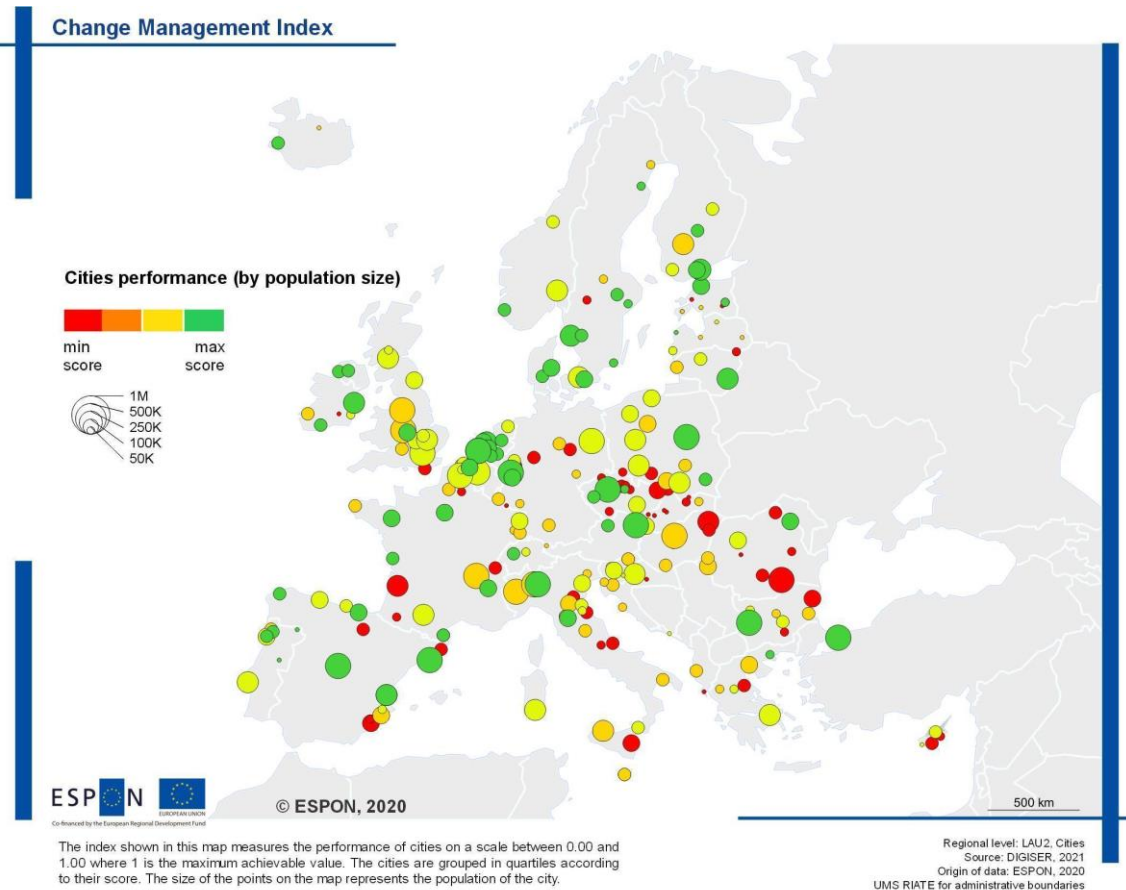 Change Management Index
Cities performance (by population size)
min
score
max
score
1M
500K
250K
100K
50K
ESPON
EUROPEAN UNION
Co-financed by the European Regional Development Fund
© ESPON, 2020
500 km
The index shown in this map measures the performance of cities on a scale between 0.00 and
1.00 where 1 is the maximum achievable value. The cities are grouped in quartiles according
to their score. The size of the points on the map represents the population of the city.
Regional level: LAU2, Cities
Source: DIGISER, 2021
Origin of data: ESPON, 2020
UMS RIATE for administrative boundaries